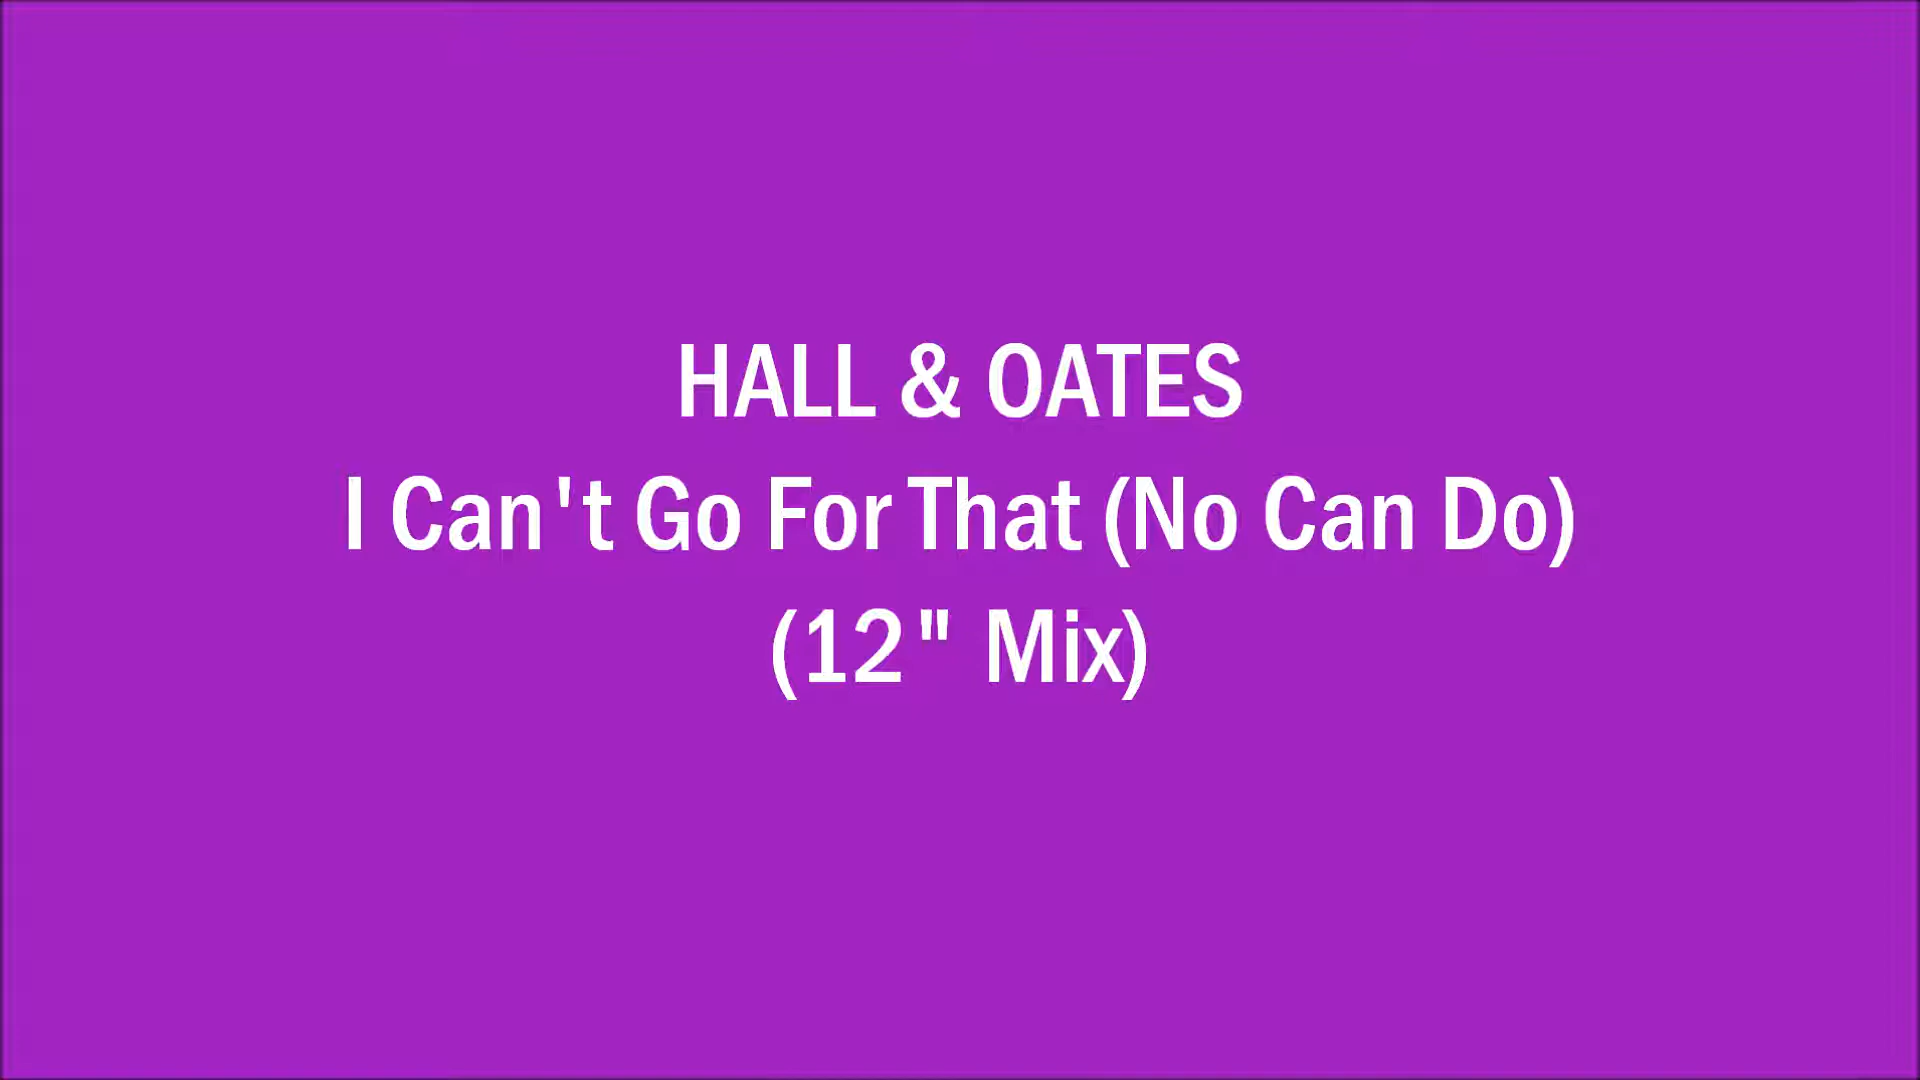 HALL & OATES
I Can't Go For That (No Can Do)
(12" Mix)